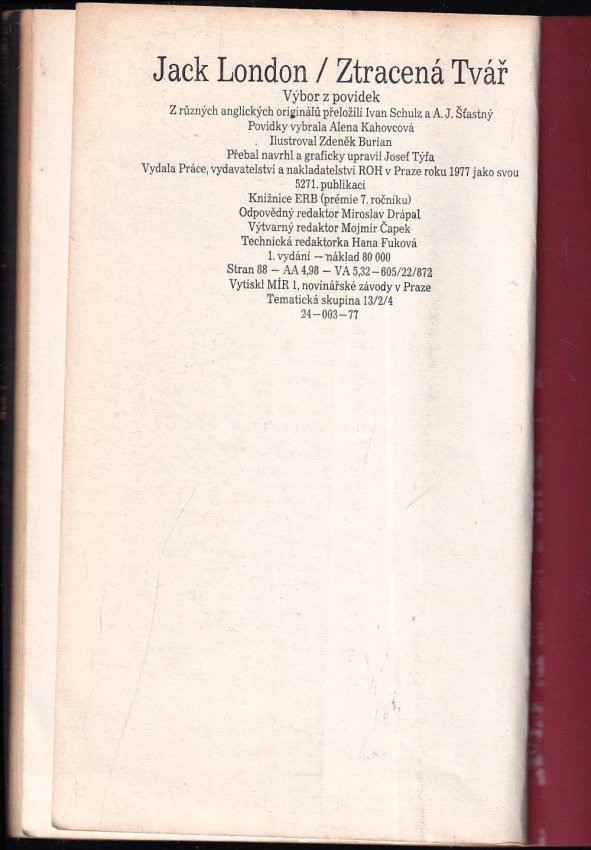 Jack London / Ztracená Tvář
Výbor z povídek
Z různých anglických originálů přeložili Ivan Schulz a A. J. Šťastný
Povídky vybrala Alena Kahovcová
Ilustroval Zdeněk Burian
Přebal navrhl a graficky upravil Josef Týfa
Vydala Práce, vydavatelství a nakladatelství ROH v Praze roku 1977 jako svou
5271. publikaci
Knižnice ERB (prémie 7. ročníku)
Odpovědný redaktor Miroslav Drápal
Výtvarný redaktor Mojmír Čapek
Technická redaktorka Hana Fuková
1. vydání — náklad 80 000
Stran 88 — AA 4,98 — VA 5,32—605/22/872
Vytiskl MÍR 1, novinářské závody v Praze
Tematická skupina 13/2/4
24—003—77